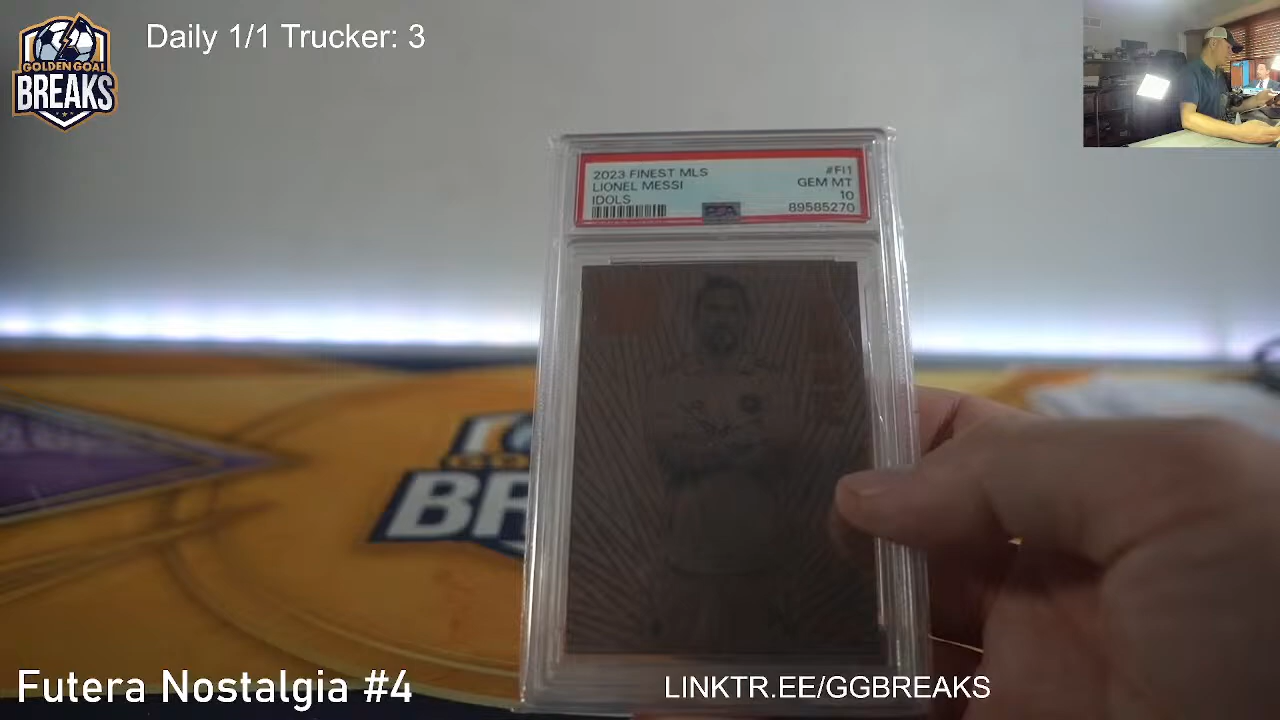 Daily 1/1 Trucker: 3
GOLDEN GOAL
BREAKS
2023 FINEST MLS
LIONEL MESSI
IDOLS
#FI1
GEM MT
10
89585270
PSA
Futera Nostalgia #4
LINKTR.EE/GGBREAKS